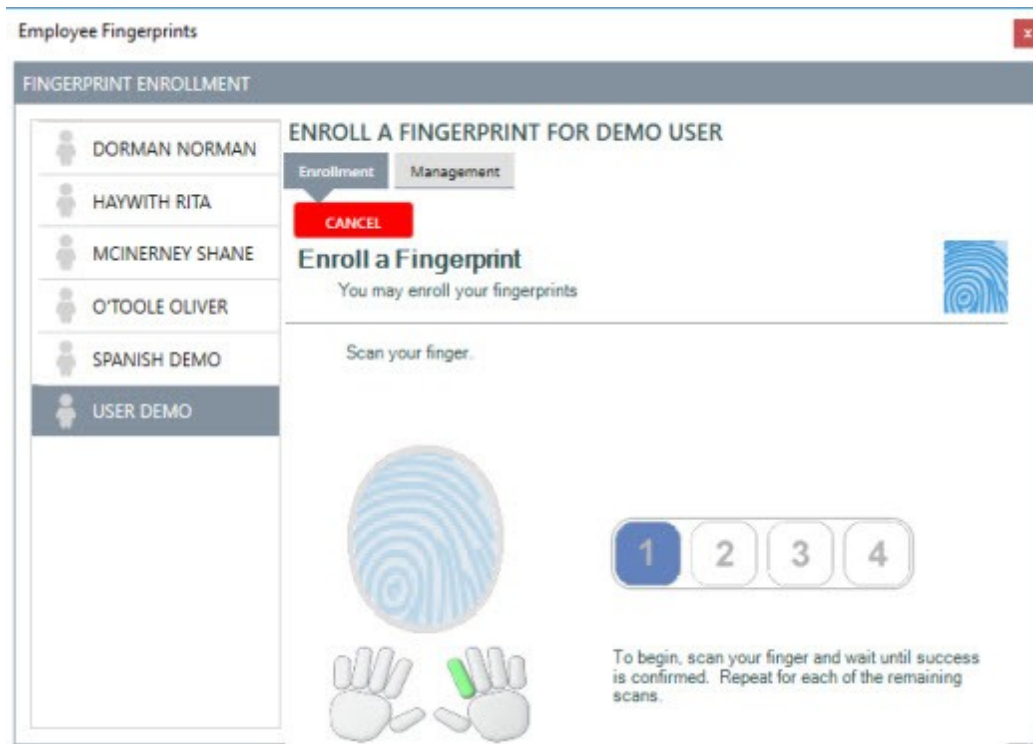 Employee Fingerprints
x
FINGERPRINT ENROLLMENT
DORMAN NORMAN
HAYWITH RITA
MCINERNEY SHANE
O'TOOLE OLIVER
SPANISH DEMO
USER DEMO
ENROLL A FINGERPRINT FOR DEMO USER
Enrollment Management
CANCEL
Enroll a Fingerprint
You may enroll your fingerprints
Scan your finger.
1 2 3 4
To begin, scan your finger and wait until success
is confirmed. Repeat for each of the remaining
scans.